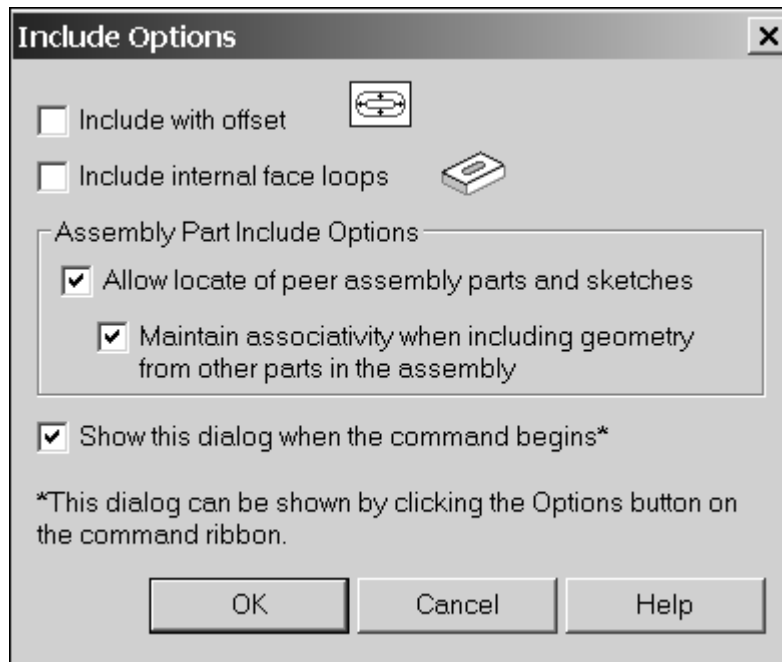 Include Options
Include with offset
Include internal face loops
Assembly Part Include Options
Allow locate of peer assembly parts and sketches
Maintain associativity when including geometry
from other parts in the assembly
Show this dialog when the command begins*
*This dialog can be shown by clicking the Options button on
the command ribbon.
OK Cancel Help